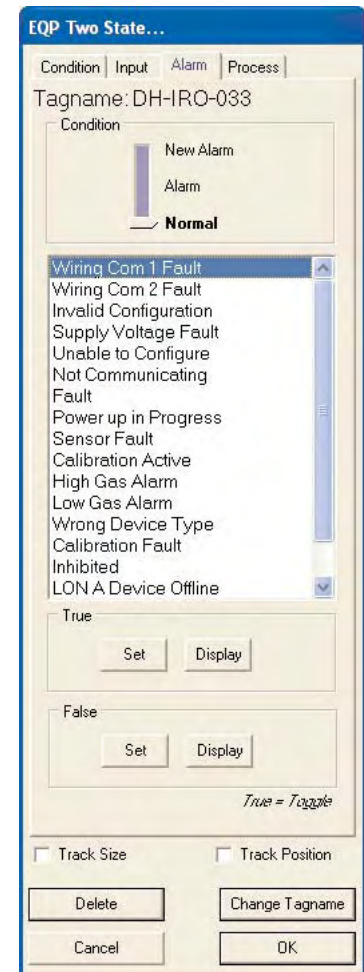 EQP Two State...
Condition Input Alarm Process
Tagname: DH-IRO-033
Condition
New Alarm
Alarm
Normal
Wiring Com 1 Fault
Wiring Com 2 Fault
Invalid Configuration
Supply Voltage Fault
Unable to Configure
Not Communicating
Fault
Power up in Progress
Sensor Fault
Calibration Active
High Gas Alarm
Low Gas Alarm
Wrong Device Type
Calibration Fault
Inhibited
LON A Device Offline
True
Set Display
False
Set Display
True = Toggle
Track Size Track Position
Delete Change Tagname
Cancel OK